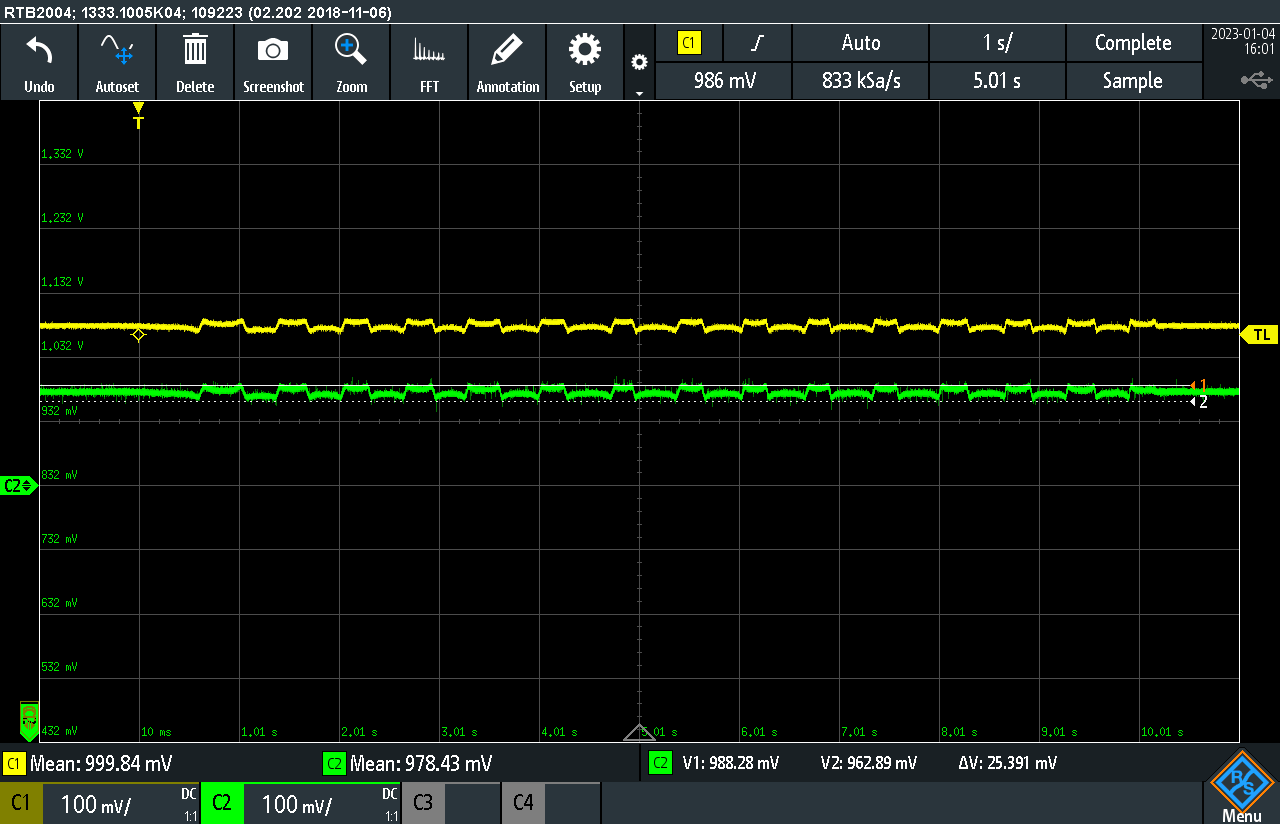 RTB2004; 1333.1005K04; 109223 (02.202 2018-11-06)
Undo Autoset Delete Screenshot Zoom FFT Annotation Setup
C1 Auto 1 s/ Complete 2023-01-04
16:01
986 mV 833 kSa/s 5.01 s Sample
T
1,332 V
1,232 V
1,132 V
TL
1,032 V
1
2
932 mV
C2
832 mV
732 mV
632 mV
532 mV
432 mV 10 ms 1,01 s 2,01 s 3,01 s 4,01 s 5,01 s 6,01 s 7,01 s 8,01 s 9,01 s 10,01 s
C1 Mean: 999.84 mV C2 Mean: 978.43 mV C2 V1: 988.28 mV V2: 962.89 mV ΔV: 25.391 mV
C1 100 mV/ DC 1:1 C2 100 mV/ DC 1:1 C3 C4
R S
Menu